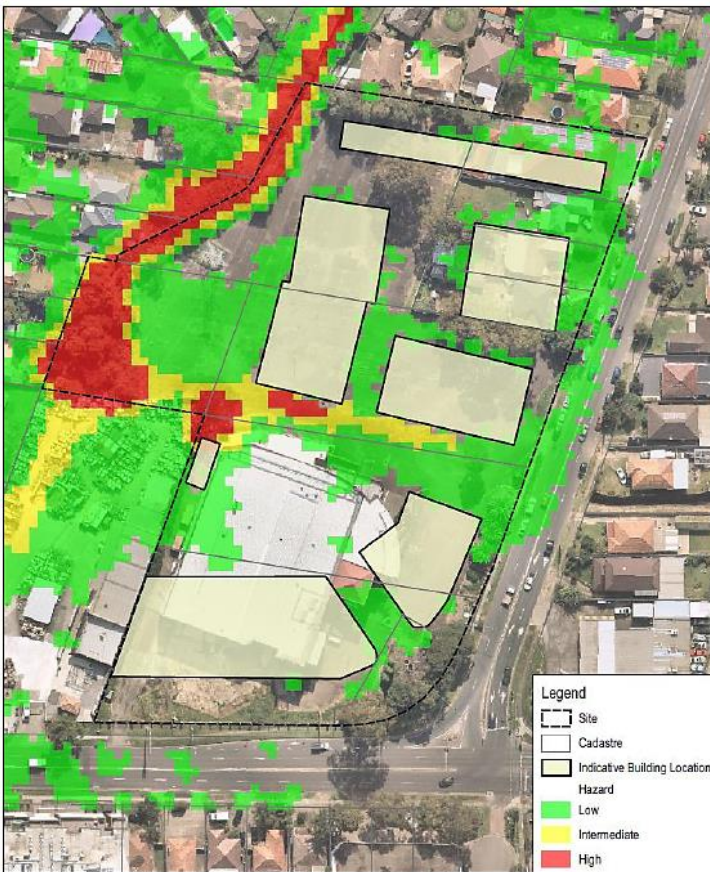 Legend
Site
Cadastre
Indicative Building Location
Hazard
Low
Intermediate
High